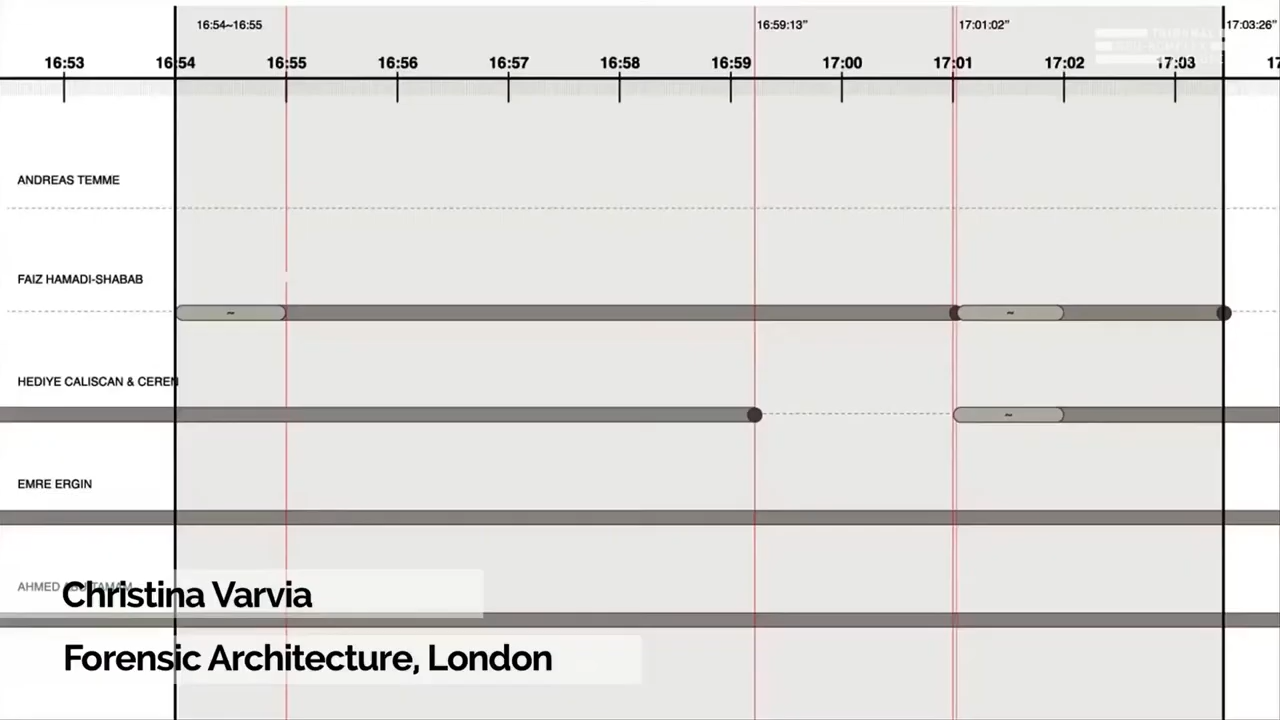 16:54~16:55 16:59:13" 17:01:02" 17:03:26"
16:53 16:54 16:55 16:56 16:57 16:58 16:59 17:00 17:01 17:02 17:03
ANDREAS TEMME
FAIZ HAMADI-SHABAB
HEDIYE CALISCAN & CEREN
EMRE ERGIN
AHMED
Christina Varvia
Forensic Architecture, London